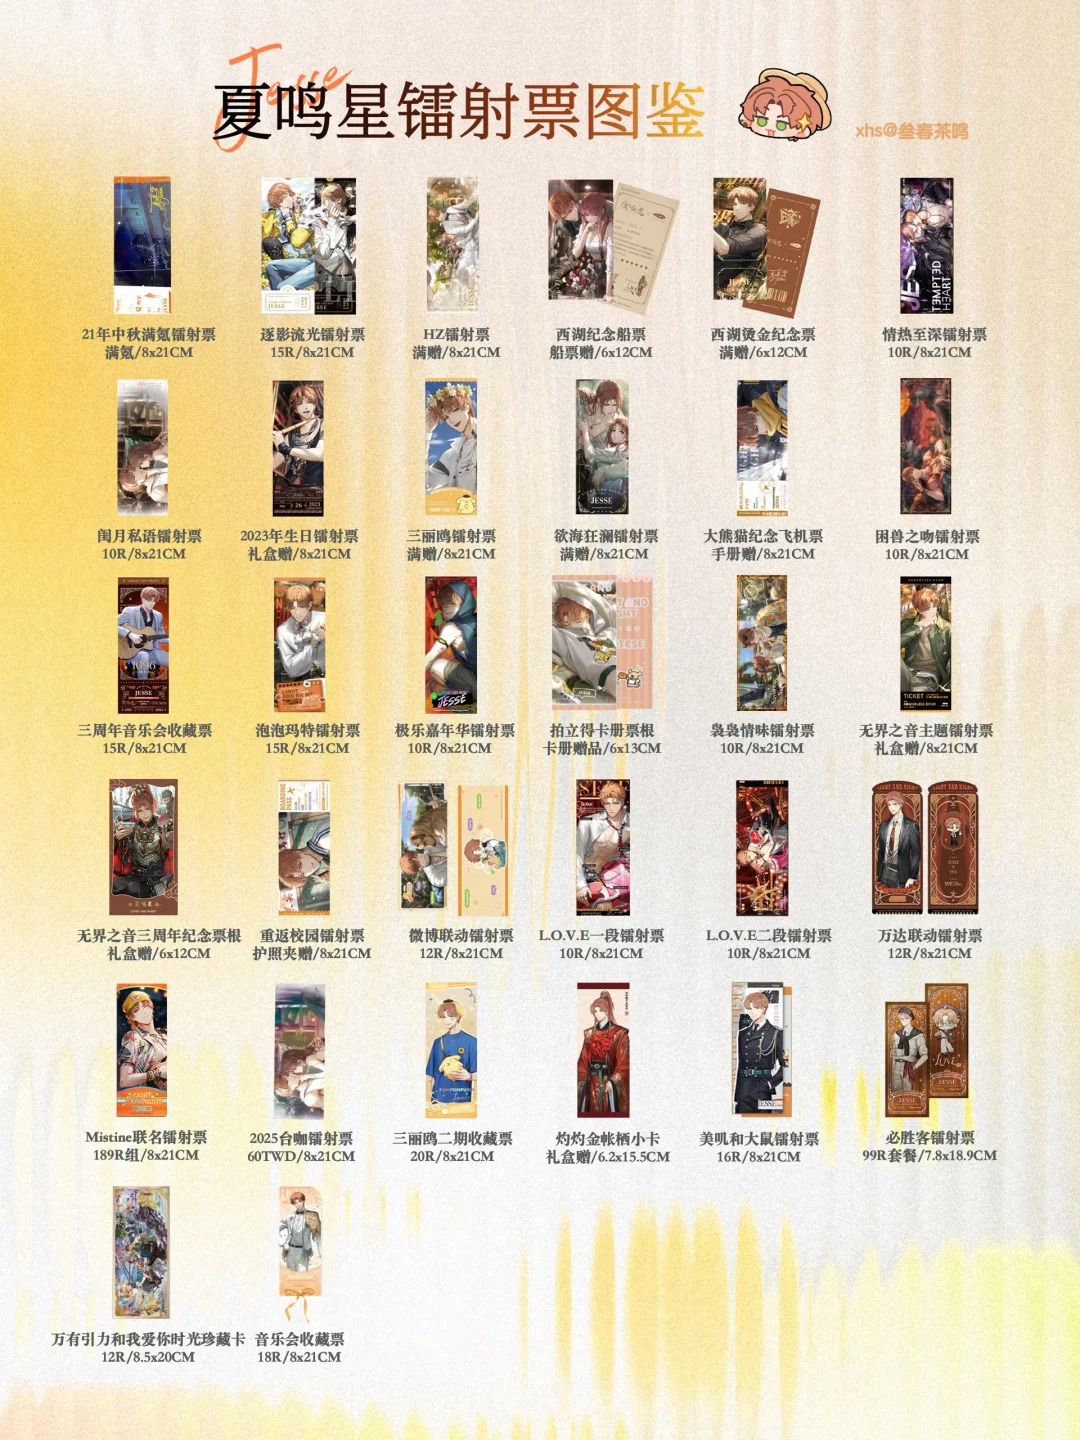 Jesse
夏鸣星镭射票图鉴
xhs@叁春茶鸣
21年中秋满氪镭射票
满氪/8x21CM
逐影流光镭射票
15R/8x21CM
HZ镭射票
满赠/8x21CM
西湖纪念船票
船票赠/6x12CM
西湖烫金纪念票
满赠/6x12CM
情热至深镭射票
10R/8x21CM
闺月私语镭射票
10R/8x21CM
2023年生日镭射票
礼盒赠/8x21CM
三丽鸥镭射票
满赠/8x21CM
欲海狂澜镭射票
满赠/8x21CM
大熊猫纪念飞机票
手册赠/8x21CM
困兽之吻镭射票
10R/8x21CM
三周年音乐会收藏票
15R/8x21CM
泡泡玛特镭射票
15R/8x21CM
极乐嘉年华镭射票
10R/8x21CM
拍立得卡册票根
卡册赠品/6x13CM
袅袅情味镭射票
10R/8x21CM
无界之音主题镭射票
礼盒赠/8x21CM
无界之音三周年纪念票根
礼盒赠/6x12CM
重返校园镭射票
护照夹赠/8x21CM
微博联动镭射票
12R/8x21CM
L.O.V.E一段镭射票
10R/8x21CM
L.O.V.E二段镭射票
10R/8x21CM
万达联动镭射票
12R/8x21CM
Mistine联名镭射票
189R组/8x21CM
2025台咖镭射票
60TWD/8x21CM
三丽鸥二期收藏票
20R/8x21CM
灼灼金帐栖小卡
礼盒赠/6.2x15.5CM
美叽和大鼠镭射票
16R/8x21CM
必胜客镭射票
99R套餐/7.8x18.9CM
万有引力和我爱你时光珍藏卡
12R/8.5x20CM
音乐会收藏票
18R/8x21CM